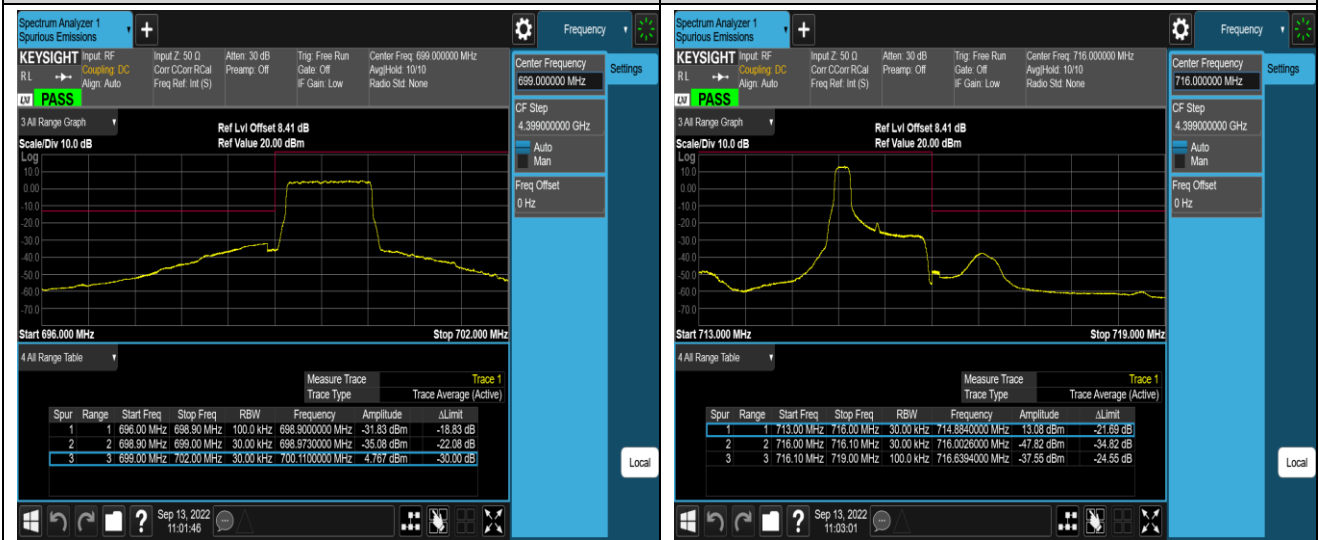 Spectrum Analyzer 1
Spurious Emissions
+
Frequency
KEYSIGHT
Input: RF
Coupling: DC
Align: Auto
Input Z: 50 Ω
Corr CCorr RCal
Freq Ref: Int (S)
Atten: 30 dB
Preamp: Off
Trig: Free Run
Gate: Off
IF Gain: Low
Center Freq: 699.000000 MHz
Avg|Hold: 10/10
Radio Std: None
RL
LXI PASS
Center Frequency
699.000000 MHz
Settings
CF Step
4.399000000 GHz
Auto
Man
Freq Offset
0 Hz
Local
3 All Range Graph
Scale/Div 10.0 dB
Ref Lvl Offset 8.41 dB
Ref Value 20.00 dBm
Log
10.0
0.00
-10.0
-20.0
-30.0
-40.0
-50.0
-60.0
-70.0
Start 696.000 MHz Stop 702.000 MHz
4 All Range Table
Measure Trace Trace 1
Trace Type Trace Average (Active)
Spur Range Start Freq Stop Freq RBW Frequency Amplitude ΔLimit
1 1 696.00 MHz 698.90 MHz 100.0 kHz 698.9000000 MHz -31.83 dBm -18.83 dB
2 2 698.90 MHz 699.00 MHz 30.00 kHz 698.9730000 MHz -35.08 dBm -22.08 dB
3 3 699.00 MHz 702.00 MHz 30.00 kHz 700.1100000 MHz 4.767 dBm -30.00 dB
?
Sep 13, 2022
11:01:46
Spectrum Analyzer 1
Spurious Emissions
+
Frequency
KEYSIGHT
Input: RF
Coupling: DC
Align: Auto
Input Z: 50 Ω
Corr CCorr RCal
Freq Ref: Int (S)
Atten: 30 dB
Preamp: Off
Trig: Free Run
Gate: Off
IF Gain: Low
Center Freq: 716.000000 MHz
Avg|Hold: 10/10
Radio Std: None
RL
LXI PASS
Center Frequency
716.000000 MHz
Settings
CF Step
4.399000000 GHz
Auto
Man
Freq Offset
0 Hz
Local
3 All Range Graph
Scale/Div 10.0 dB
Ref Lvl Offset 8.41 dB
Ref Value 20.00 dBm
Log
10.0
0.00
-10.0
-20.0
-30.0
-40.0
-50.0
-60.0
-70.0
Start 713.000 MHz Stop 719.000 MHz
4 All Range Table
Measure Trace Trace 1
Trace Type Trace Average (Active)
Spur Range Start Freq Stop Freq RBW Frequency Amplitude ΔLimit
1 1 713.00 MHz 716.00 MHz 30.00 kHz 714.8840000 MHz 13.08 dBm -21.69 dB
2 2 716.00 MHz 716.10 MHz 30.00 kHz 716.0026000 MHz -47.82 dBm -34.82 dB
3 3 716.10 MHz 719.00 MHz 100.0 kHz 716.6394000 MHz -37.55 dBm -24.55 dB
?
Sep 13, 2022
11:03:01